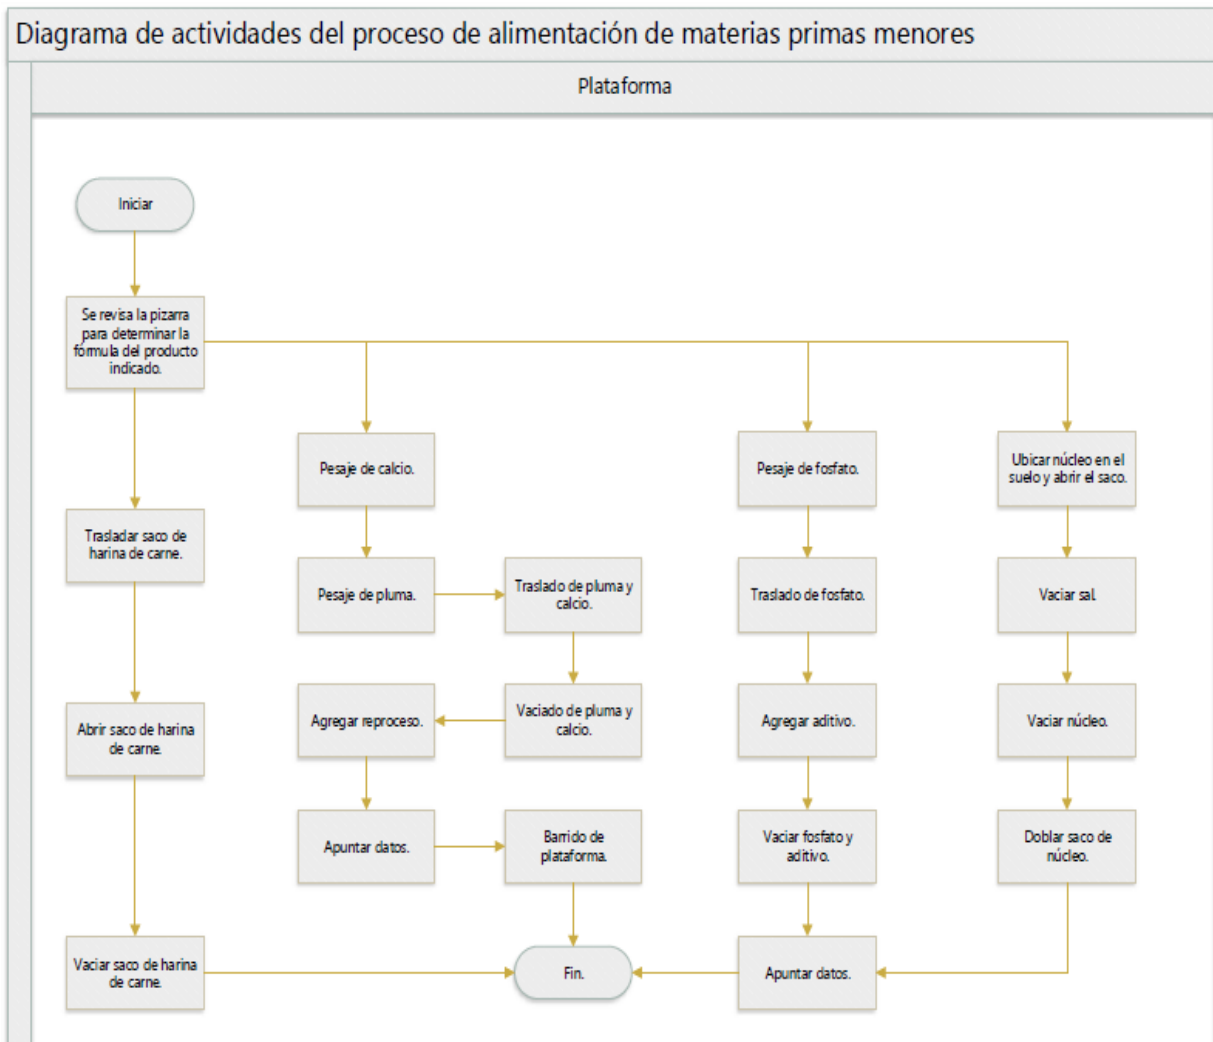 Diagrama de actividades del proceso de alimentación de materias primas menores
Plataforma
Iniciar
Se revisa la pizarra
para determinar la
fórmula del producto
indicado.
Trasladar saco de
harina de carne.
Abrir saco de harina
de carne.
Vaciar saco de harina
de carne.
Pesaje de calcio.
Pesaje de pluma.
Traslado de pluma y
calcio.
Vaciado de pluma y
calcio.
Agregar reproceso.
Apuntar datos.
Barrido de
plataforma.
Fin.
Pesaje de fosfato.
Traslado de fosfato.
Agregar aditivo.
Vaciar fosfato y
aditivo.
Apuntar datos.
Ubicar núcleo en el
suelo y abrir el saco.
Vaciar sal.
Vaciar núcleo.
Doblar saco de
núcleo.